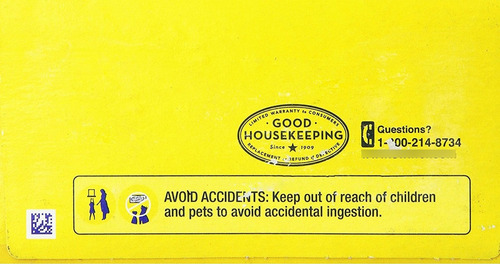 LIMITED WARRANTY to CONSUMERS
GOOD
HOUSEKEEPING
Since ★ 1909
REPLACEMENT or REFUND if DEFECTIVE
Questions?
1-800-214-8734
AVOID ACCIDENTS: Keep out of reach of children
and pets to avoid accidental ingestion.